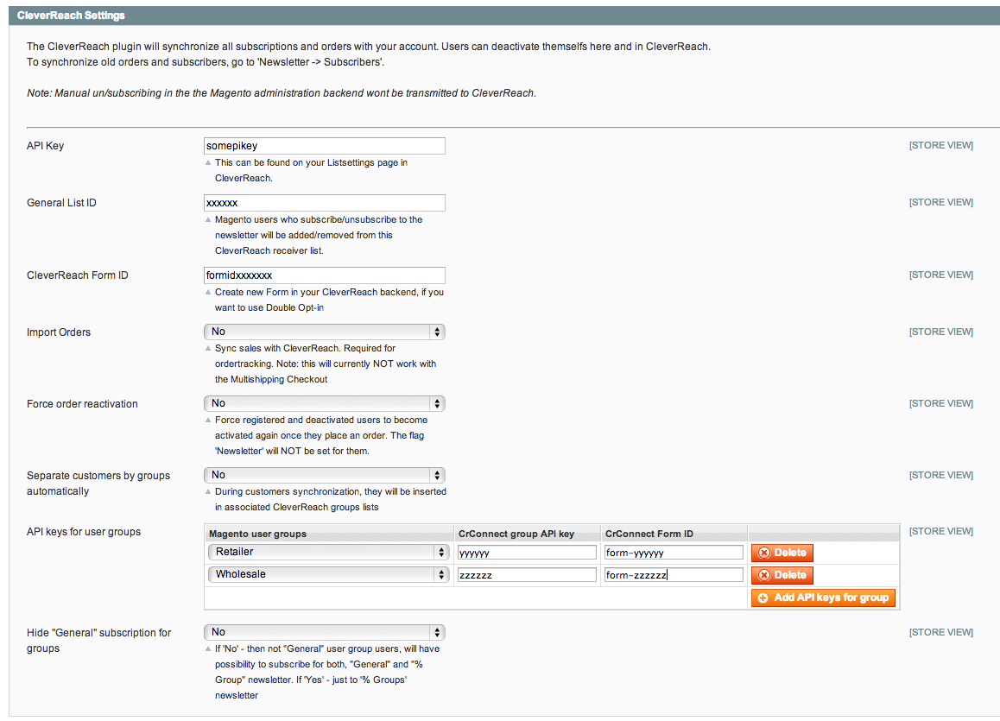 CleverReach Settings
The CleverReach plugin will synchronize all subscriptions and orders with your account. Users can deactivate themselfs here and in CleverReach.
To synchronize old orders and subscribers, go to 'Newsletter -> Subscribers'.
Note: Manual un/subscribing in the the Magento administration backend wont be transmitted to CleverReach.
API Key somepikey [STORE VIEW]
This can be found on your Listsettings page in
CleverReach.
General List ID xxxxxx [STORE VIEW]
Magento users who subscribe/unsubscribe to the
newsletter will be added/removed from this
CleverReach receiver list.
CleverReach Form ID formidxxxxxxx [STORE VIEW]
Create new Form in your CleverReach backend, if you
want to use Double Opt-in
Import Orders No [STORE VIEW]
Sync sales with CleverReach. Required for
ordertracking. Note: this will currently NOT work with
the Multishipping Checkout
Force order reactivation No [STORE VIEW]
Force registered and deactivated users to become
activated again once they place an order. The flag
'Newsletter' will NOT be set for them.
Separate customers by groups No [STORE VIEW]
automatically
During customers synchronization, they will be inserted
in associated CleverReach groups lists
API keys for user groups Magento user groups CrConnect group API key CrConnect Form ID [STORE VIEW]
Retailer yyyyyy form-yyyyyy Delete
Wholesale zzzzzz form-zzzzzz Delete
Add API keys for group
Hide "General" subscription for No [STORE VIEW]
groups
If 'No' - then not "General" user group users, will have
possibility to subscribe for both, "General" and "%
Group" newsletter. If 'Yes' - just to '% Groups'
newsletter